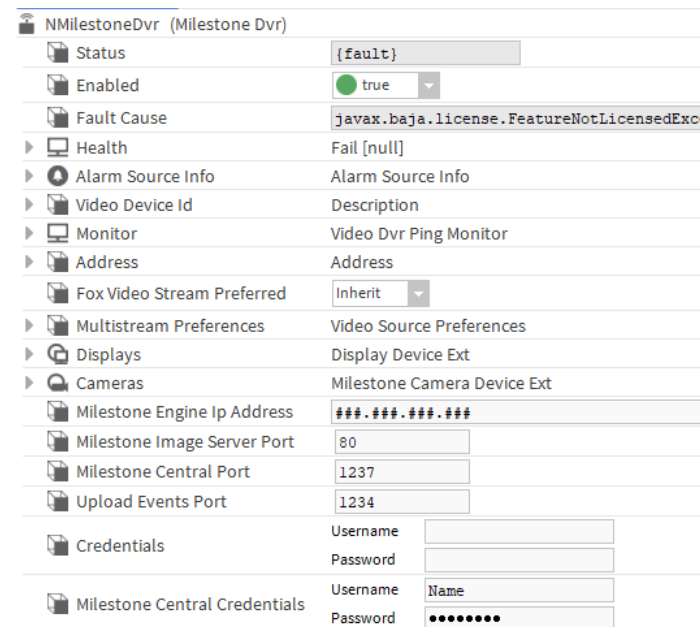 NMilestoneDvr (Milestone Dvr)
Status {fault}
Enabled true
Fault Cause javax.baja.license.FeatureNotLicensedExc
Health Fail [null]
Alarm Source Info Alarm Source Info
Video Device Id Description
Monitor Video Dvr Ping Monitor
Address Address
Fox Video Stream Preferred Inherit
Multistream Preferences Video Source Preferences
Displays Display Device Ext
Cameras Milestone Camera Device Ext
Milestone Engine Ip Address ###.###.###.###
Milestone Image Server Port 80
Milestone Central Port 1237
Upload Events Port 1234
Credentials
Username
Password
Milestone Central Credentials
Username Name
Password ●●●●●●●●